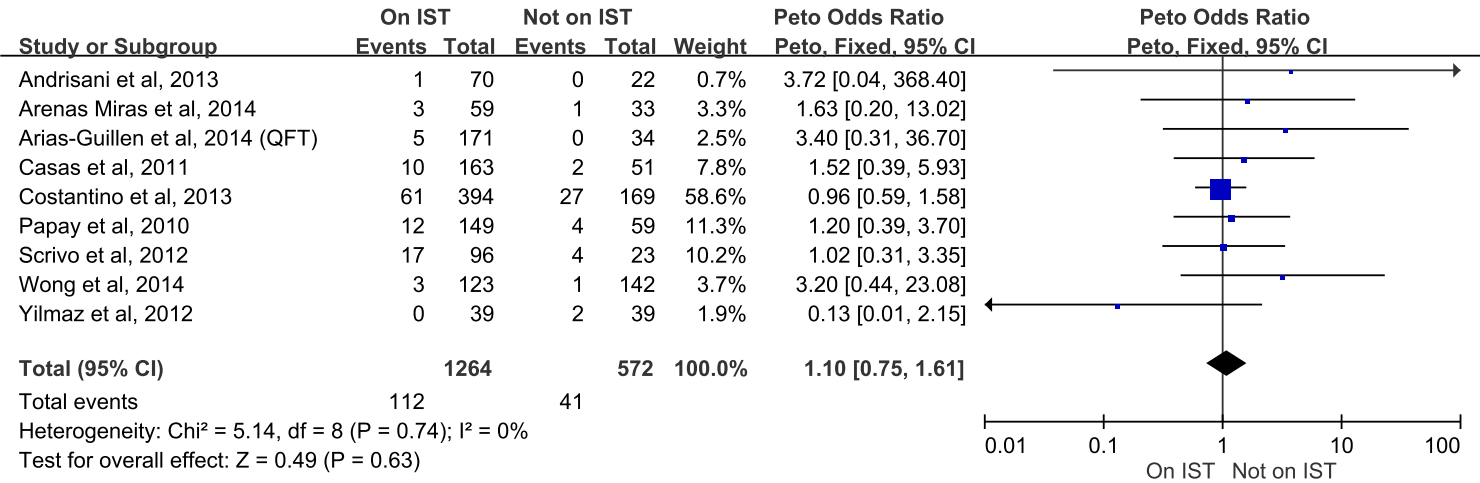 On IST Not on IST Peto Odds Ratio Peto Odds Ratio
Study or Subgroup Events Total Events Total Weight Peto, Fixed, 95% CI Peto, Fixed, 95% CI
Andrisani et al, 2013 1 70 0 22 0.7% 3.72 [0.04, 368.40]
Arenas Miras et al, 2014 3 59 1 33 3.3% 1.63 [0.20, 13.02]
Arias-Guillen et al, 2014 (QFT) 5 171 0 34 2.5% 3.40 [0.31, 36.70]
Casas et al, 2011 10 163 2 51 7.8% 1.52 [0.39, 5.93]
Costantino et al, 2013 61 394 27 169 58.6% 0.96 [0.59, 1.58]
Papay et al, 2010 12 149 4 59 11.3% 1.20 [0.39, 3.70]
Scrivo et al, 2012 17 96 4 23 10.2% 1.02 [0.31, 3.35]
Wong et al, 2014 3 123 1 142 3.7% 3.20 [0.44, 23.08]
Yilmaz et al, 2012 0 39 2 39 1.9% 0.13 [0.01, 2.15]
Total (95% CI) 1264 572 100.0% 1.10 [0.75, 1.61]
Total events 112 41
Heterogeneity: Chi² = 5.14, df = 8 (P = 0.74); I² = 0%
Test for overall effect: Z = 0.49 (P = 0.63)
0.01 0.1 1 10 100
On IST Not on IST